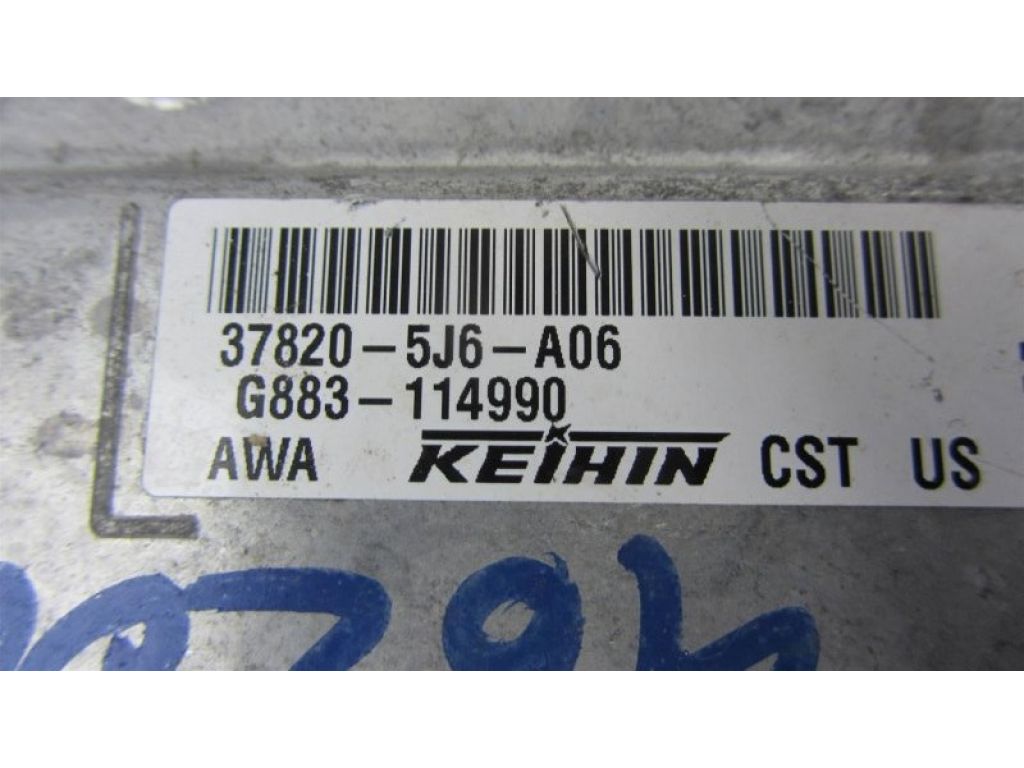 37820-5J6-A06
G883-114990
AWA KEIHIN CST US